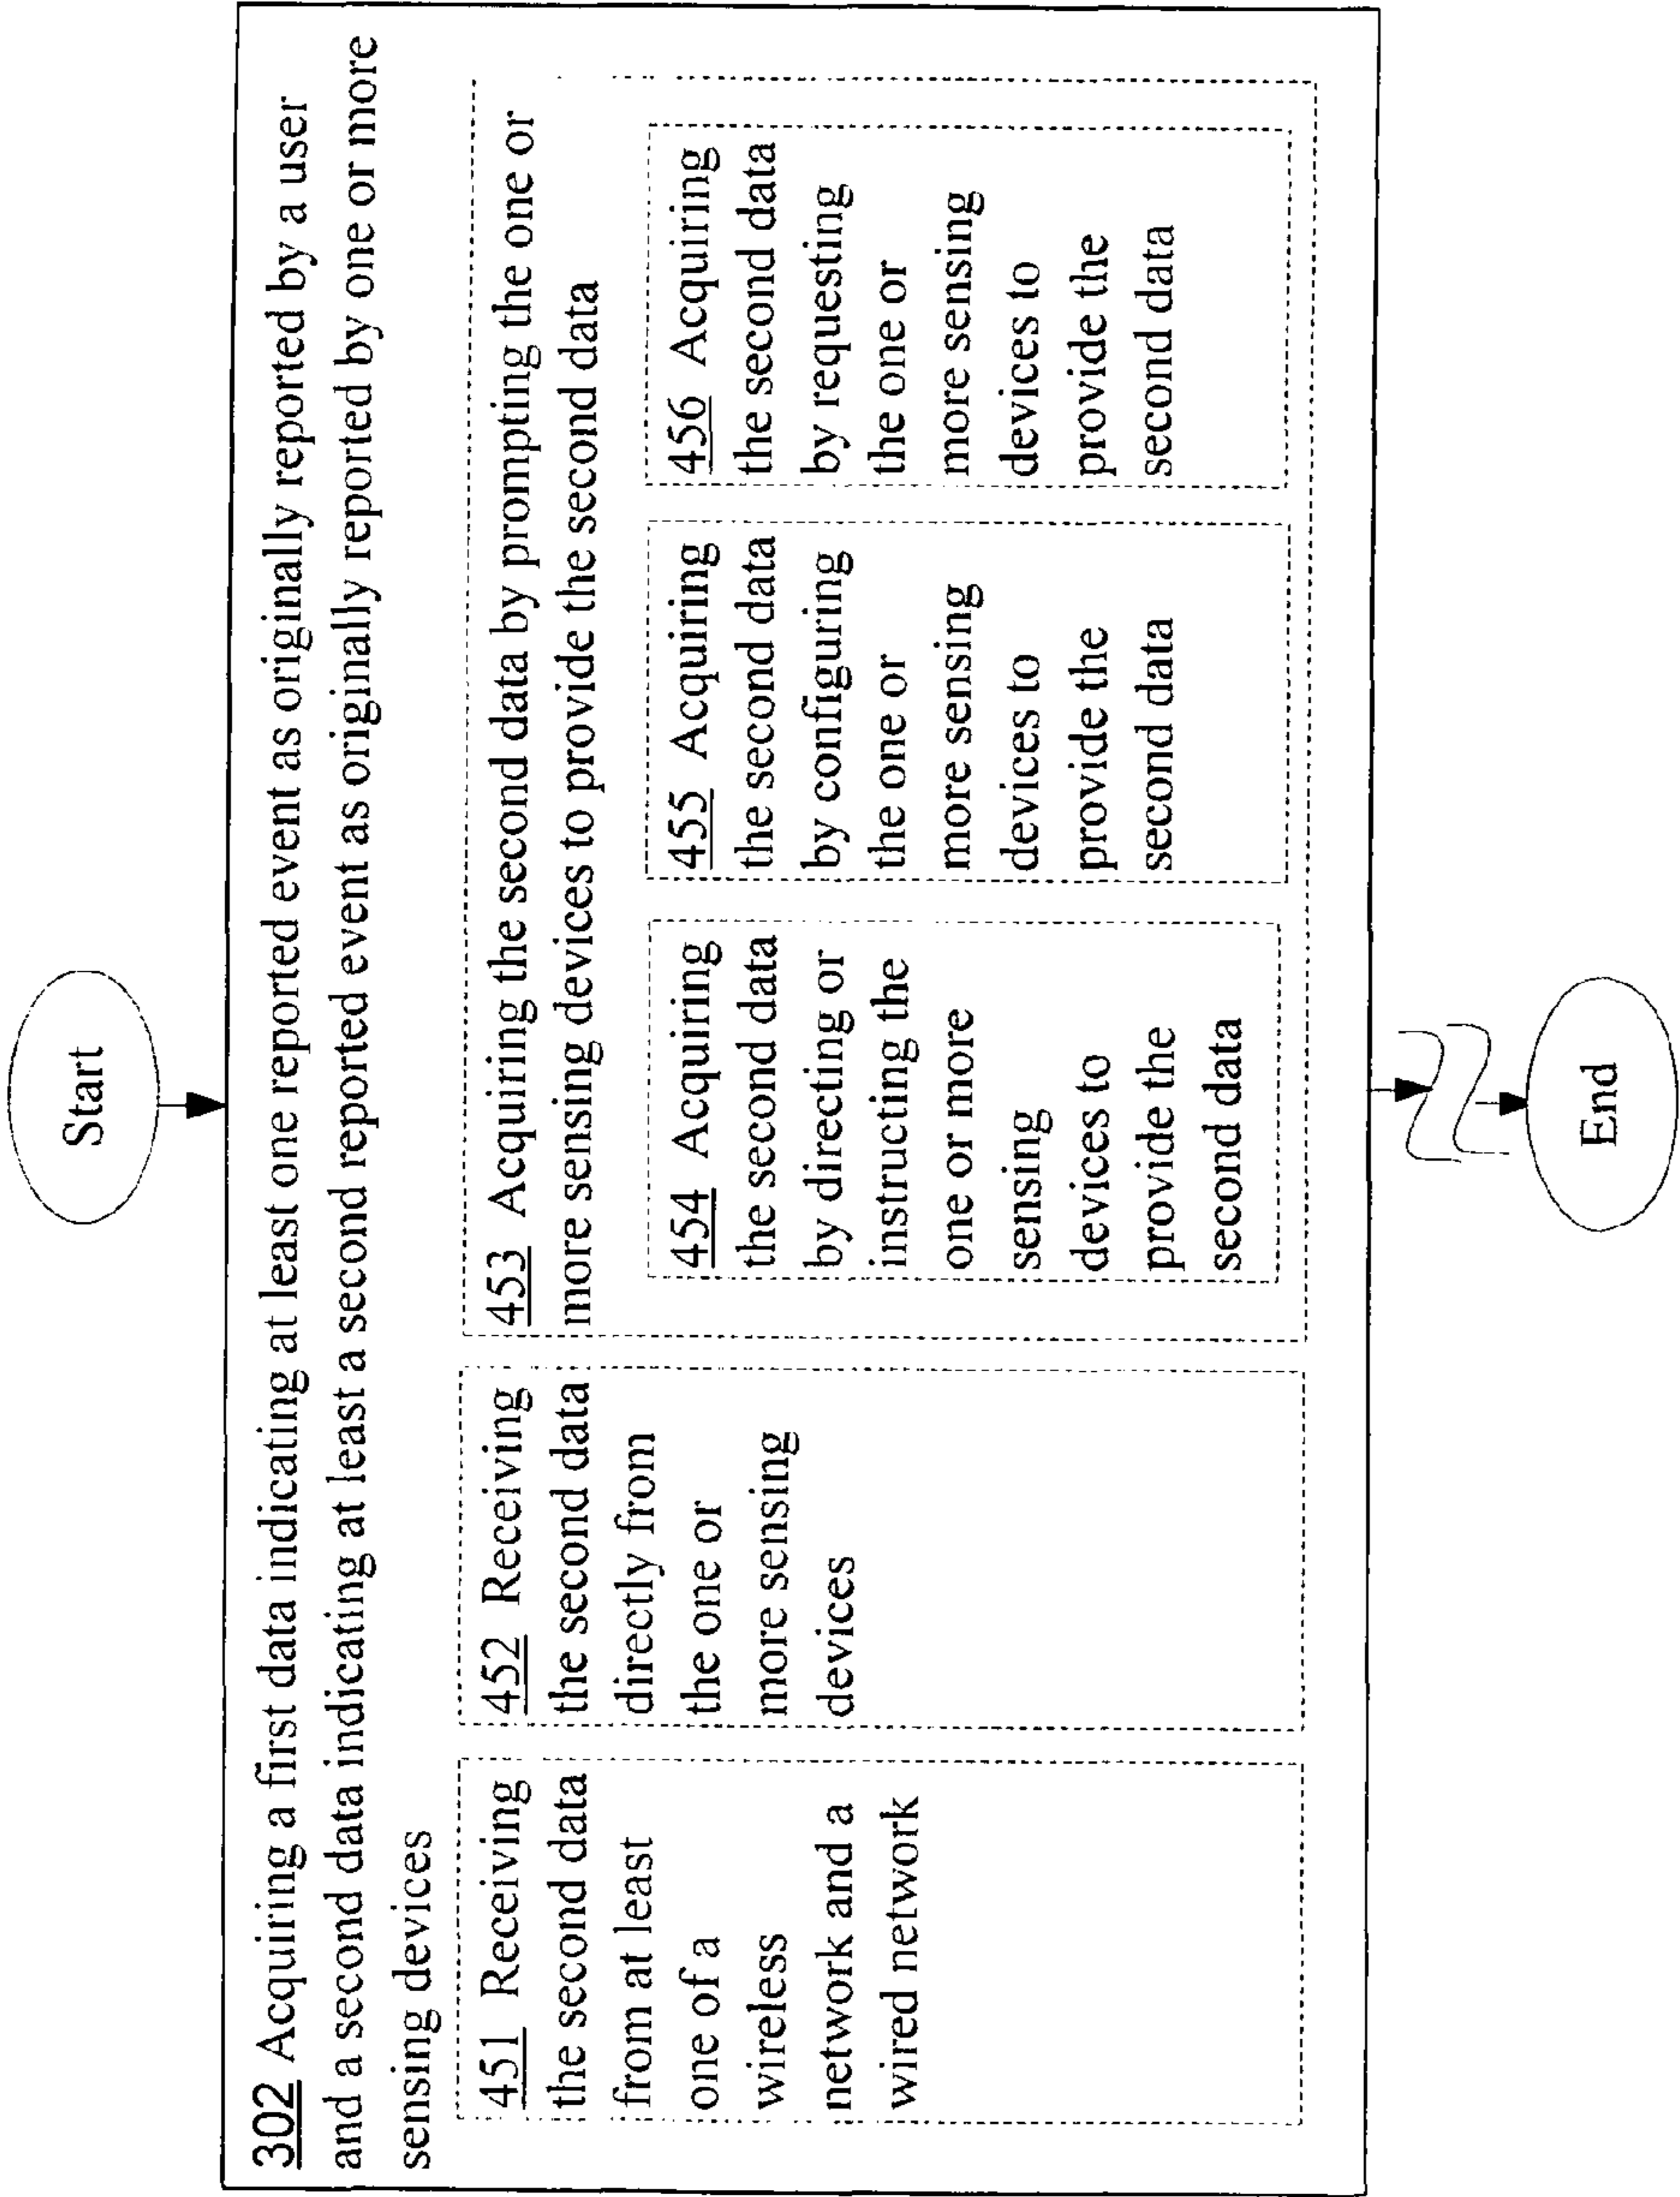 Start
302 Acquiring a first data indicating at least one reported event as originally reported by a user
and a second data indicating at least a second reported event as originally reported by one or more
sensing devices
451 Receiving
the second data
from at least
one of a
wireless
network and a
wired network
452 Receiving
the second data
directly from
the one or
more sensing
devices
453 Acquiring the second data by prompting the one or
more sensing devices to provide the second data
454 Acquiring
the second data
by directing or
instructing the
one or more
sensing
devices to
provide the
second data
455 Acquiring
the second data
by configuring
the one or
more sensing
devices to
provide the
second data
456 Acquiring
the second data
by requesting
the one or
more sensing
devices to
provide the
second data
End